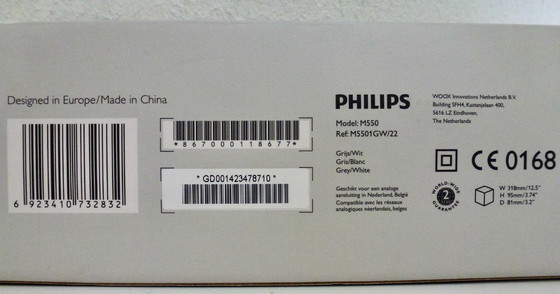 Designed in Europe/Made in China
6 923410 732832
*867000118677*
* GD001423478710 *
PHILIPS
Model: M550
Ref: M5501GW/22
Grijs/Wit
Gris/Blanc
Grey/White
Geschikt voor een analoge
aansluiting in Nederland, België
Compatible avec les réseaux
analogiques néerlandais, belges
WOOX Innovations Netherlands B.V.
Building SFH4, Kastanjelaan 400,
5616 LZ Eindhoven,
The Netherlands
CE 0168
WORLD-WIDE
2
GUARANTEE
W 318mm/12.5"
H 95mm/3.74"
D 81mm/3.2"